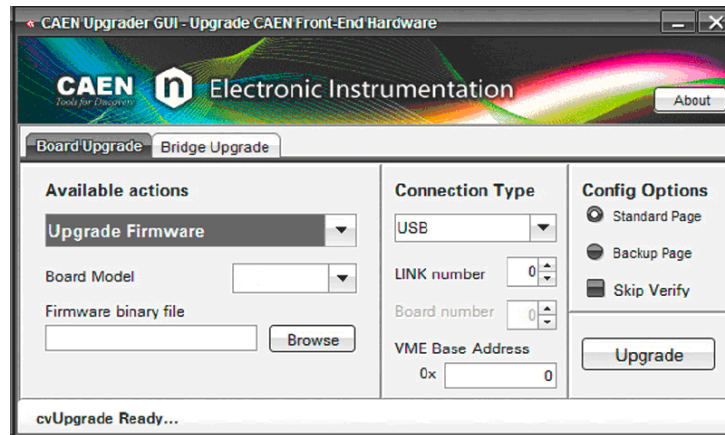 CAEN Upgrader GUI - Upgrade CAEN Front-End Hardware
CAEN n Electronic Instrumentation
Tools for Discovery
About
Board Upgrade Bridge Upgrade
Available actions
Upgrade Firmware
Board Model
Firmware binary file
Browse
Connection Type
USB
LINK number 0
Board number 0
VME Base Address
0x 0
Config Options
Standard Page
Backup Page
Skip Verify
Upgrade
cvUpgrade Ready...